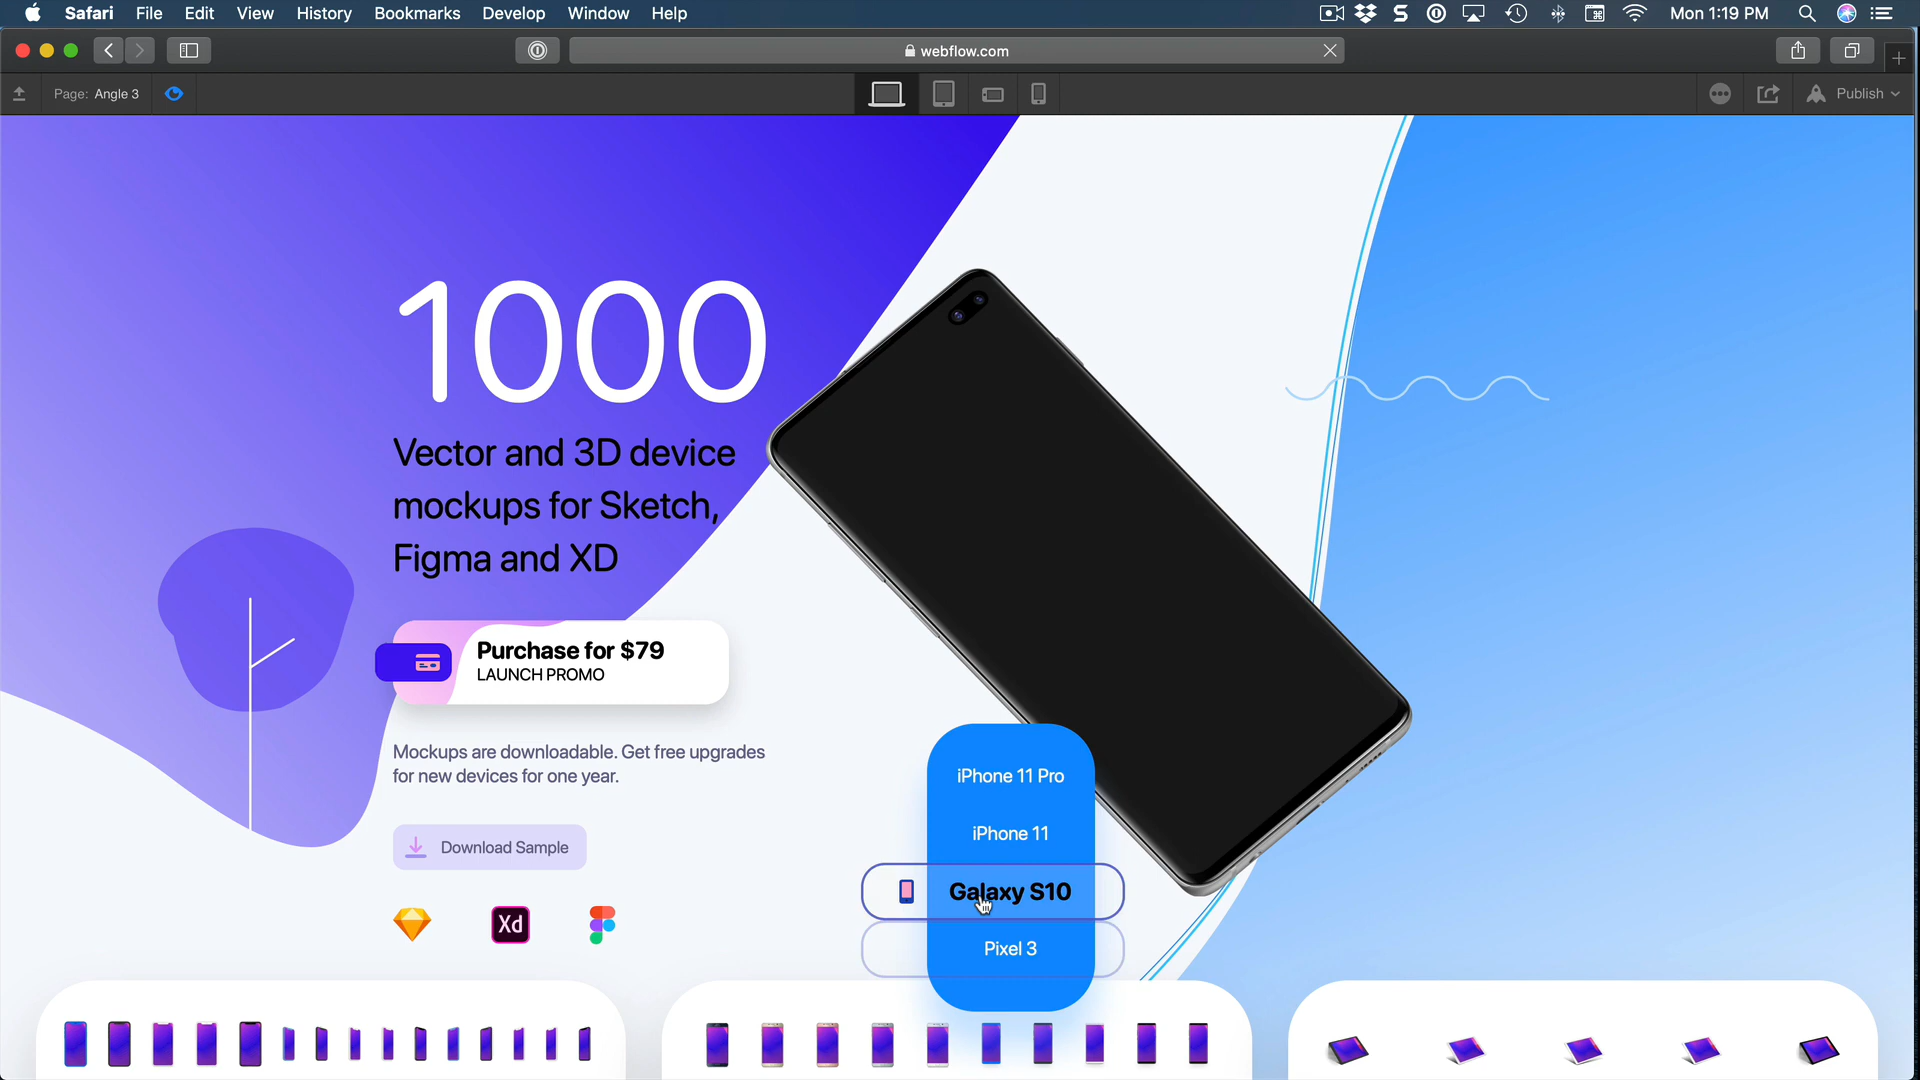 Safari File Edit View History Bookmarks Develop Window Help Mon 1:19 PM
webflow.com
Page: Angle 3
Publish
1000
Vector and 3D device
mockups for Sketch,
Figma and XD
Purchase for $79
LAUNCH PROMO
Mockups are downloadable. Get free upgrades
for new devices for one year.
Download Sample
Xd
iPhone 11 Pro
iPhone 11
Galaxy S10
Pixel 3